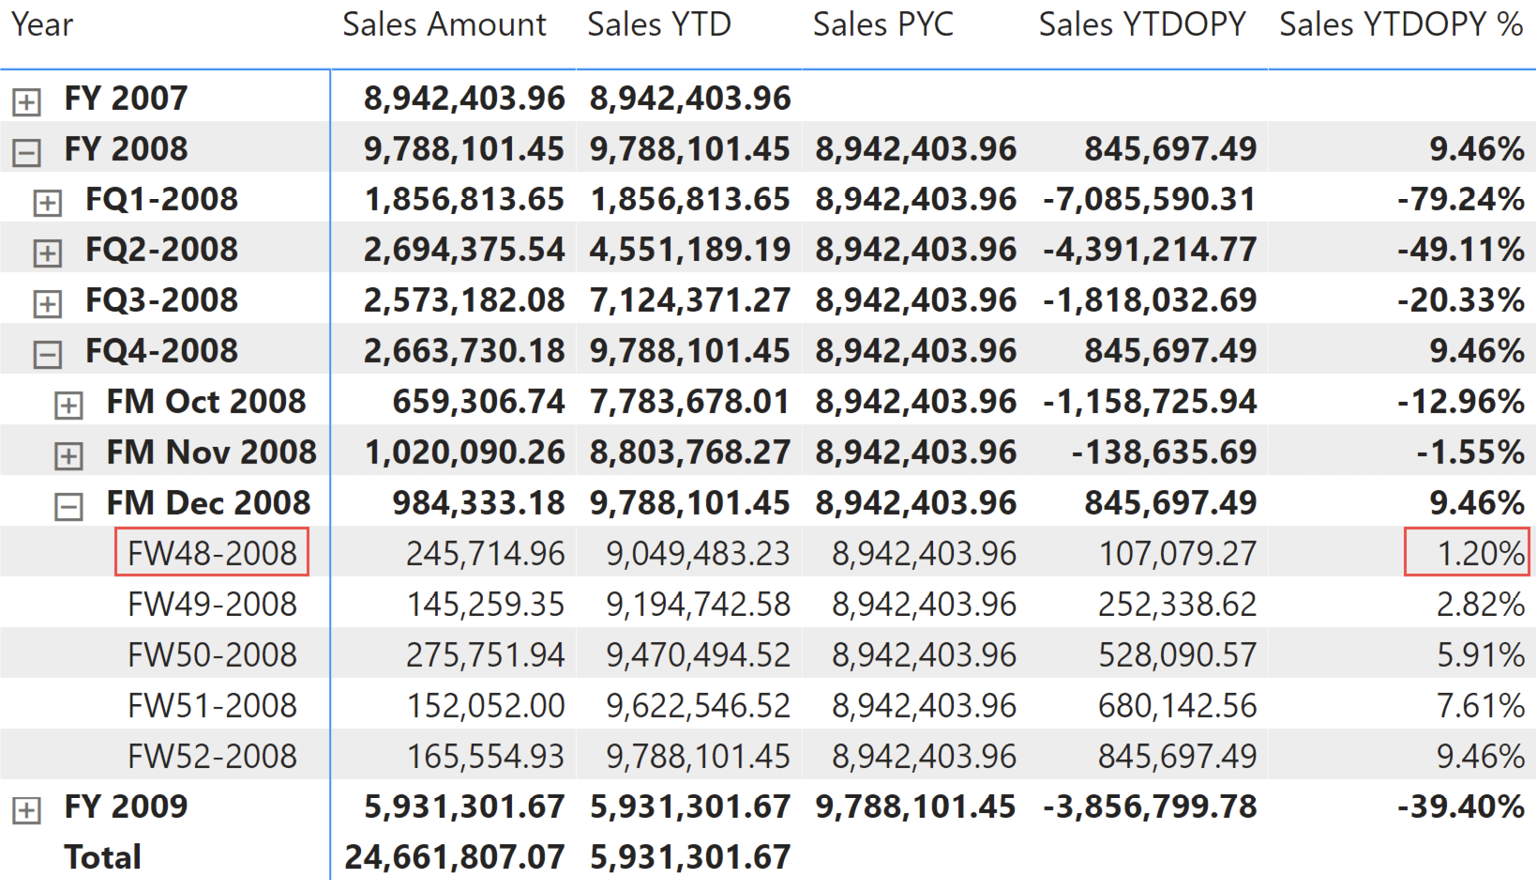 Year Sales Amount Sales YTD Sales PYC Sales YTDOPY Sales YTDOPY %
FY 2007 8,942,403.96 8,942,403.96
FY 2008 9,788,101.45 9,788,101.45 8,942,403.96 845,697.49 9.46%
FQ1-2008 1,856,813.65 1,856,813.65 8,942,403.96 -7,085,590.31 -79.24%
FQ2-2008 2,694,375.54 4,551,189.19 8,942,403.96 -4,391,214.77 -49.11%
FQ3-2008 2,573,182.08 7,124,371.27 8,942,403.96 -1,818,032.69 -20.33%
FQ4-2008 2,663,730.18 9,788,101.45 8,942,403.96 845,697.49 9.46%
FM Oct 2008 659,306.74 7,783,678.01 8,942,403.96 -1,158,725.94 -12.96%
FM Nov 2008 1,020,090.26 8,803,768.27 8,942,403.96 -138,635.69 -1.55%
FM Dec 2008 984,333.18 9,788,101.45 8,942,403.96 845,697.49 9.46%
FW48-2008 245,714.96 9,049,483.23 8,942,403.96 107,079.27 1.20%
FW49-2008 145,259.35 9,194,742.58 8,942,403.96 252,338.62 2.82%
FW50-2008 275,751.94 9,470,494.52 8,942,403.96 528,090.57 5.91%
FW51-2008 152,052.00 9,622,546.52 8,942,403.96 680,142.56 7.61%
FW52-2008 165,554.93 9,788,101.45 8,942,403.96 845,697.49 9.46%
FY 2009 5,931,301.67 5,931,301.67 9,788,101.45 -3,856,799.78 -39.40%
Total 24,661,807.07 5,931,301.67